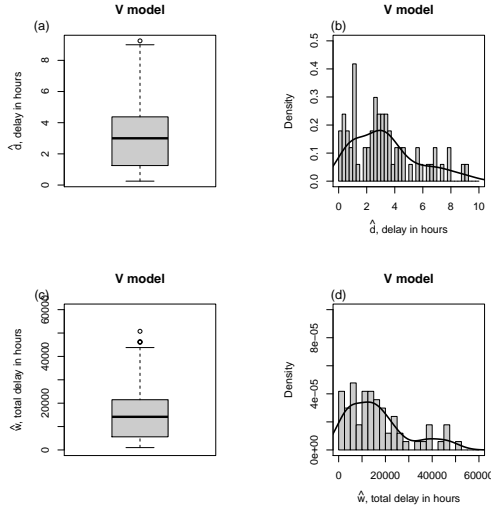 V model
(a)
d̂, delay in hours
0 2 4 6 8
V model
(b)
Density
0.0 0.1 0.2 0.3 0.4 0.5
0 2 4 6 8 10
d̂, delay in hours
V model
(c)
ŵ, total delay in hours
0 20000 40000 60000
V model
(d)
Density
0e+00 4e-05 8e-05
0 20000 40000 60000
ŵ, total delay in hours